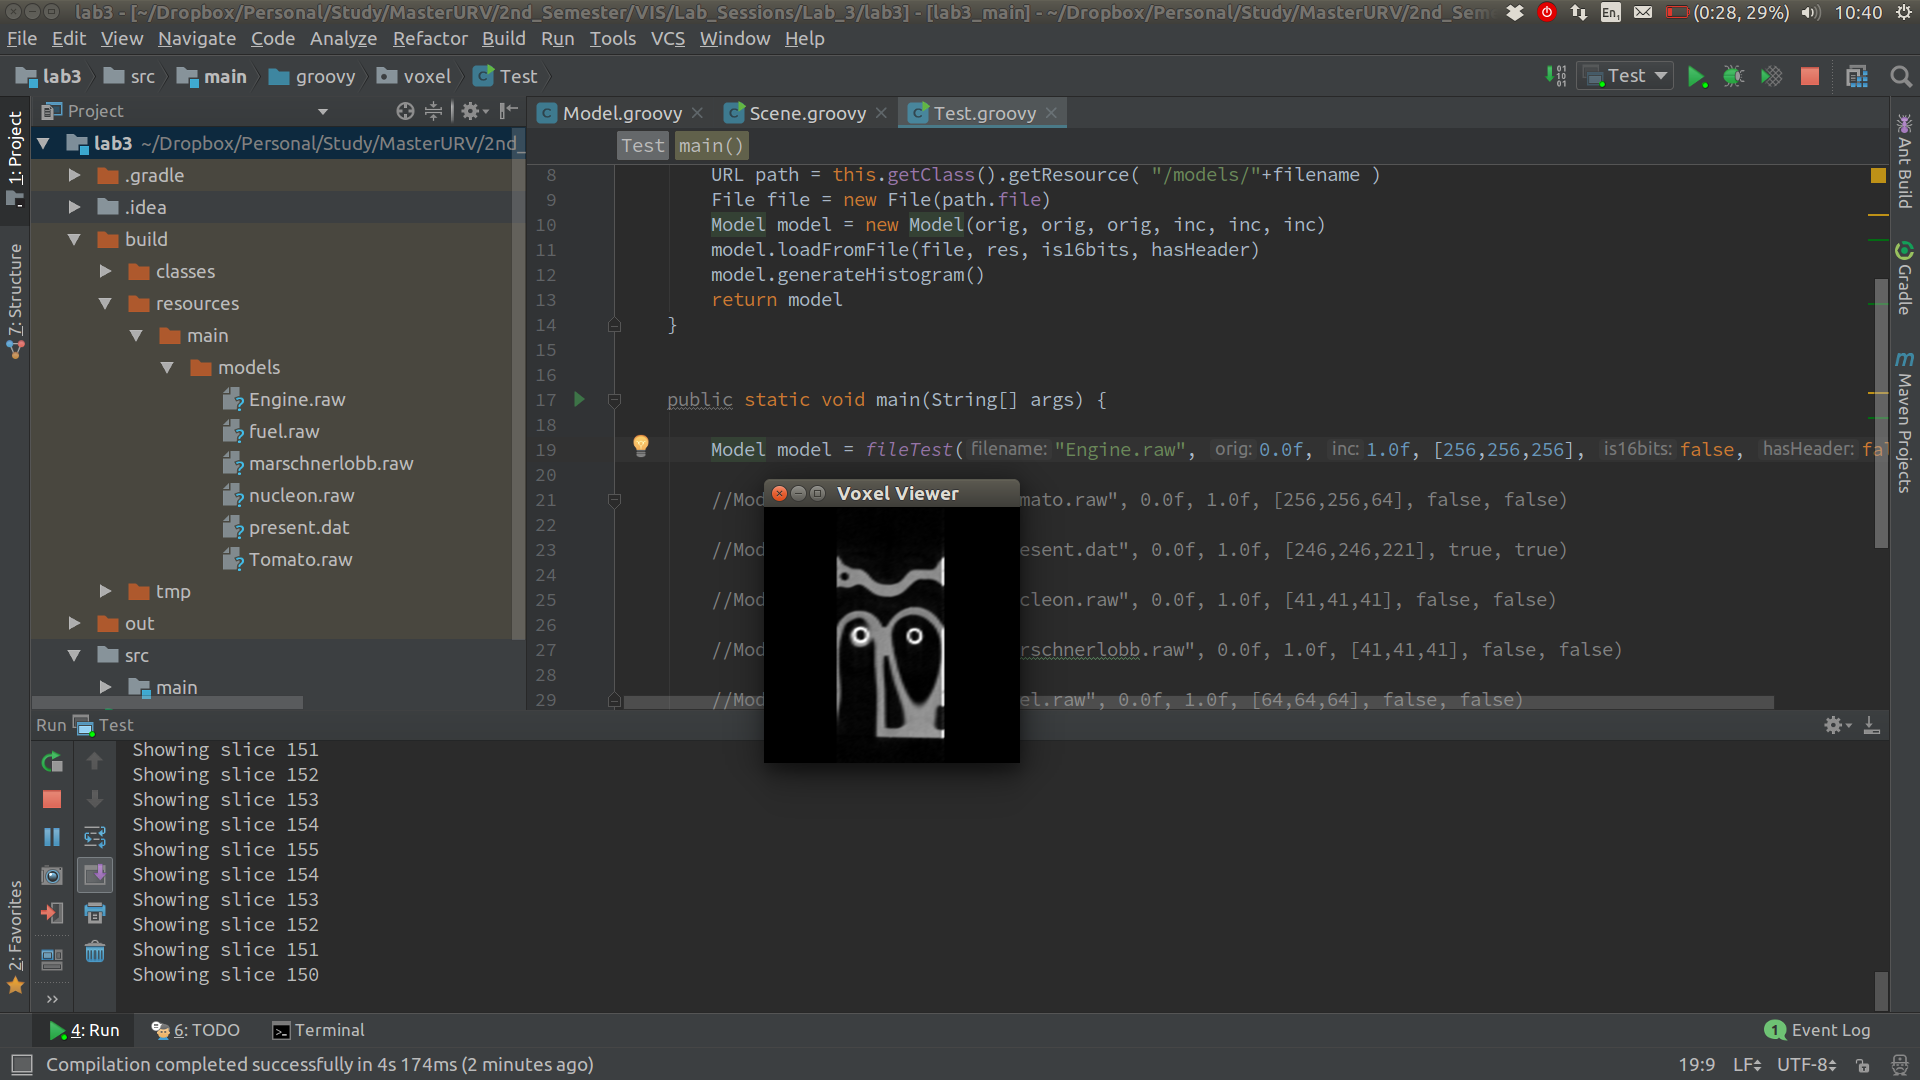 lab3 - [~/Dropbox/Personal/Study/MasterURV/2nd_Semester/VIS/Lab_Sessions/Lab_3/lab3] - [lab3_main] - ~/Dropbox/Personal/Study/MasterURV/2nd_Sem
En1 (0:28, 29%) 10:40
File Edit View Navigate Code Analyze Refactor Build Run Tools VCS Window Help
lab3 src main groovy voxel Test
Test
Project
Model.groovy Scene.groovy Test.groovy
Test main()
1: Project
7: Structure
2: Favorites
lab3 ~/Dropbox/Personal/Study/MasterURV/2nd_
.gradle
.idea
build
classes
resources
main
models
Engine.raw
fuel.raw
marschnerlobb.raw
nucleon.raw
present.dat
Tomato.raw
tmp
out
src
main
8 URL path = this.getClass().getResource( "/models/"+filename )
9 File file = new File(path.file)
10 Model model = new Model(orig, orig, orig, inc, inc, inc)
11 model.loadFromFile(file, res, is16bits, hasHeader)
12 model.generateHistogram()
13 return model
14 }
15
16
17 public static void main(String[] args) {
18
19 Model model = fileTest( filename: "Engine.raw", orig: 0.0f, inc: 1.0f, [256,256,256], is16bits: false, hasHeader: fal
20
21 //Mod mato.raw", 0.0f, 1.0f, [256,256,64], false, false)
22
23 //Mod esent.dat", 0.0f, 1.0f, [246,246,221], true, true)
24
25 //Mod cleon.raw", 0.0f, 1.0f, [41,41,41], false, false)
26
27 //Mod rschnerlobb.raw", 0.0f, 1.0f, [41,41,41], false, false)
28
29 //Mod el.raw", 0.0f, 1.0f, [64,64,64], false, false)
Voxel Viewer
Ant Build
Gradle
m Maven Projects
Run Test
Showing slice 151
Showing slice 152
Showing slice 153
Showing slice 154
Showing slice 155
Showing slice 154
Showing slice 153
Showing slice 152
Showing slice 151
Showing slice 150
4: Run 6: TODO Terminal
1 Event Log
Compilation completed successfully in 4s 174ms (2 minutes ago)
19:9 LF UTF-8